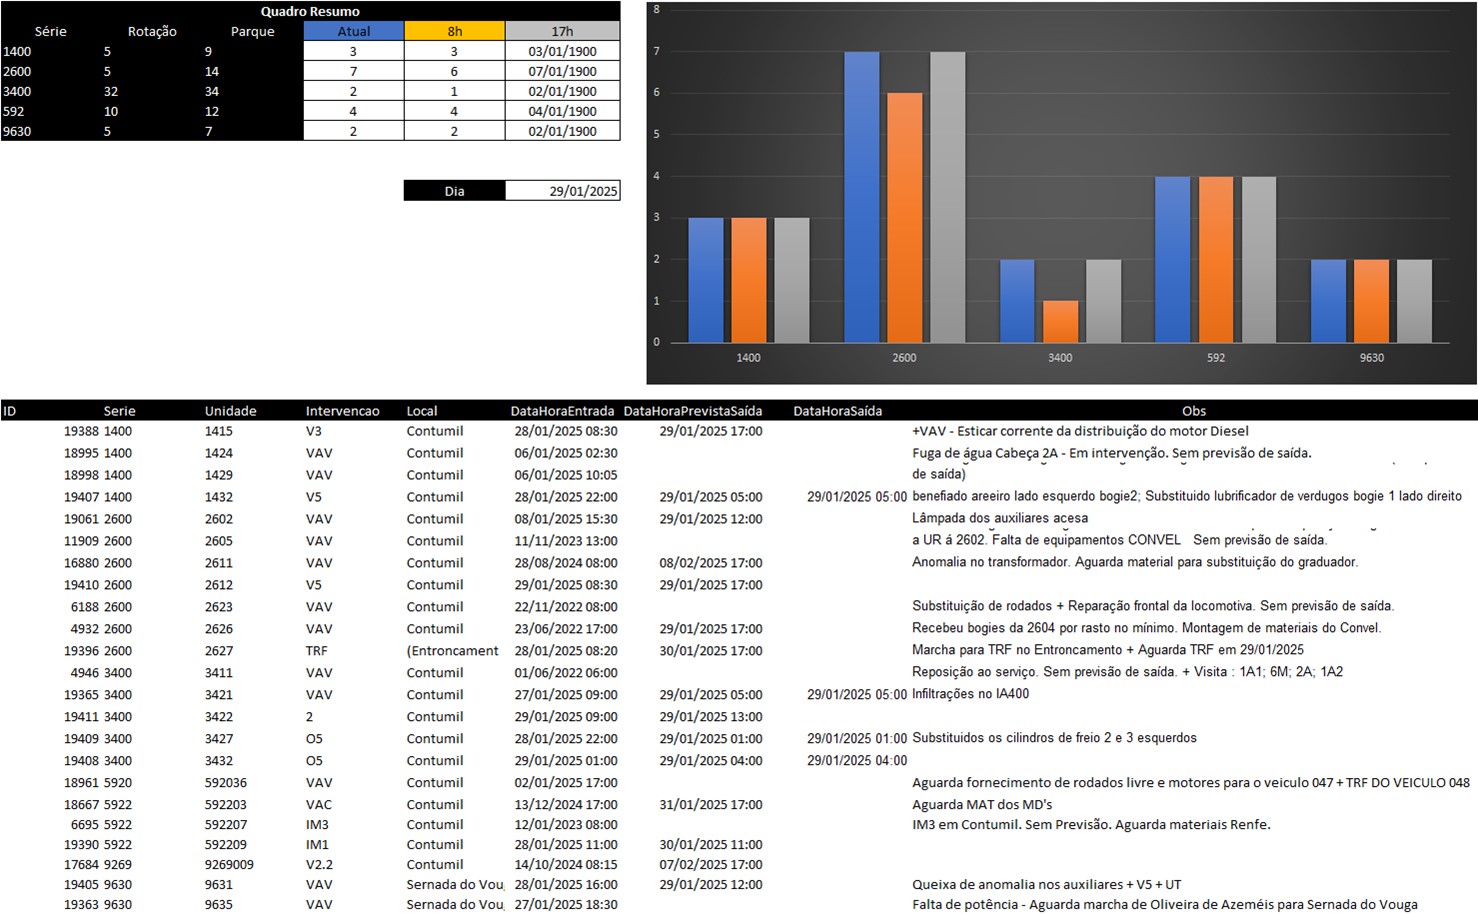 Quadro Resumo
Série Rotação Parque Atual 8h 17h
1400 5 9 3 3 03/01/1900
2600 5 14 7 6 07/01/1900
3400 32 34 2 1 02/01/1900
592 10 12 4 4 04/01/1900
9630 5 7 2 2 02/01/1900
Dia 29/01/2025
8
7
6
5
4
3
2
1
0
1400 2600 3400 592 9630
ID Serie Unidade Intervencao Local DataHoraEntrada DataHoraPrevistaSaída DataHoraSaída Obs
19388 1400 1415 V3 Contumil 28/01/2025 08:30 29/01/2025 17:00 +VAV - Esticar corrente da distribuição do motor Diesel
18995 1400 1424 VAV Contumil 06/01/2025 02:30 Fuga de água Cabeça 2A - Em intervenção. Sem previsão de saída.
18998 1400 1429 VAV Contumil 06/01/2025 10:05 de saída)
19407 1400 1432 V5 Contumil 28/01/2025 22:00 29/01/2025 05:00 29/01/2025 05:00 benefiado areeiro lado esquerdo bogie2; Substituido lubrificador de verdugos bogie 1 lado direito
19061 2600 2602 VAV Contumil 08/01/2025 15:30 29/01/2025 12:00 Lâmpada dos auxiliares acesa
11909 2600 2605 VAV Contumil 11/11/2023 13:00 a UR á 2602. Falta de equipamentos CONVEL Sem previsão de saída.
16880 2600 2611 VAV Contumil 28/08/2024 08:00 08/02/2025 17:00 Anomalia no transformador. Aguarda material para substituição do graduador.
19410 2600 2612 V5 Contumil 29/01/2025 08:30 29/01/2025 17:00
6188 2600 2623 VAV Contumil 22/11/2022 08:00 Substituição de rodados + Reparação frontal da locomotiva. Sem previsão de saída.
4932 2600 2626 VAV Contumil 23/06/2022 17:00 29/01/2025 17:00 Recebeu bogies da 2604 por rasto no mínimo. Montagem de materiais do Convel.
19396 2600 2627 TRF (Entroncament 28/01/2025 08:20 30/01/2025 17:00 Marcha para TRF no Entroncamento + Aguarda TRF em 29/01/2025
4946 3400 3411 VAV Contumil 01/06/2022 06:00 Reposição ao serviço. Sem previsão de saída. + Visita : 1A1; 6M; 2A; 1A2
19365 3400 3421 VAV Contumil 27/01/2025 09:00 29/01/2025 05:00 29/01/2025 05:00 Infiltrações no IA400
19411 3400 3422 2 Contumil 29/01/2025 09:00 29/01/2025 13:00
19409 3400 3427 O5 Contumil 28/01/2025 22:00 29/01/2025 01:00 29/01/2025 01:00 Substituidos os cilindros de freio 2 e 3 esquerdos
19408 3400 3432 O5 Contumil 29/01/2025 01:00 29/01/2025 04:00 29/01/2025 04:00
18961 5920 592036 VAV Contumil 02/01/2025 17:00 Aguarda fornecimento de rodados livre e motores para o veiculo 047 + TRF DO VEICULO 048
18667 5922 592203 VAC Contumil 13/12/2024 17:00 31/01/2025 17:00 Aguarda MAT dos MD's
6695 5922 592207 IM3 Contumil 12/01/2023 08:00 IM3 em Contumil. Sem Previsão. Aguarda materiais Renfe.
19390 5922 592209 IM1 Contumil 28/01/2025 11:00 30/01/2025 11:00
17684 9269 9269009 V2.2 Contumil 14/10/2024 08:15 07/02/2025 17:00
19405 9630 9631 VAV Sernada do Vou 28/01/2025 16:00 29/01/2025 12:00 Queixa de anomalia nos auxiliares + V5 + UT
19363 9630 9635 VAV Sernada do Vou 27/01/2025 18:30 Falta de potência - Aguarda marcha de Oliveira de Azeméis para Sernada do Vouga